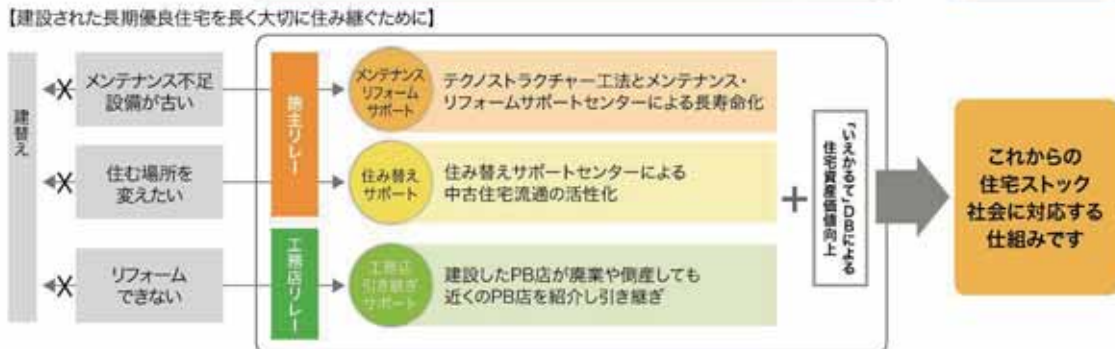 【建設された長期優良住宅を長く大切に住み継ぐために】
建替え
メンテナンス不足
設備が古い
住む場所を
変えたい
リフォーム
できない
施主リレー
工務店リレー
メンテナンス
リフォーム
サポート
テクノストラクチャー工法とメンテナンス・
リフォームサポートセンターによる長寿命化
住み替え
サポート
住み替えサポートセンターによる
中古住宅流通の活性化
工務店
引き継ぎ
サポート
建設したPB店が廃業や倒産しても
近くのPB店を紹介し引き継ぎ
+
「いえかるて」DBによる
住宅資産価値向上
これからの
住宅ストック
社会に対応する
仕組みです